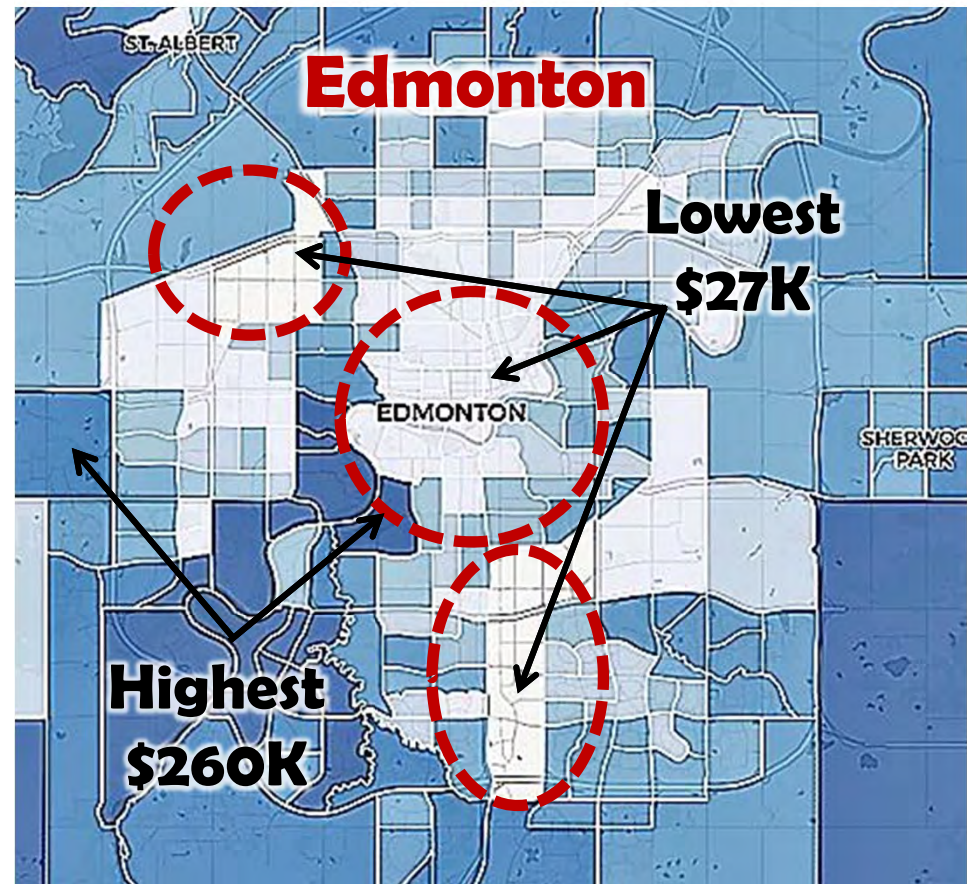 ST. ALBERT
Edmonton
Lowest
$27K
EDMONTON
SHERWOO
PARK
Highest
$260K